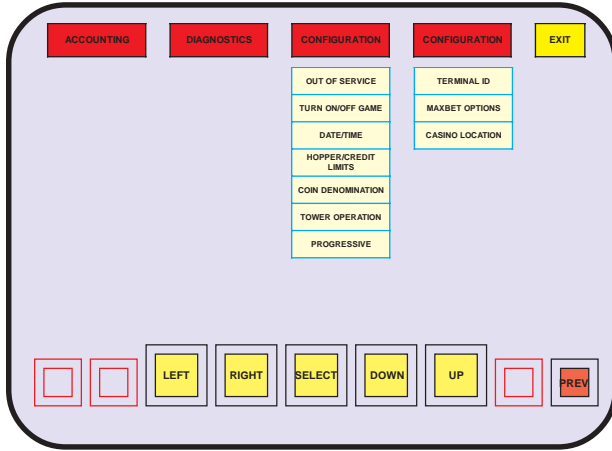 ACCOUNTING
DIAGNOSTICS
CONFIGURATION
CONFIGURATION
EXIT
OUT OF SERVICE
TURN ON/OFF GAME
DATE/TIME
HOPPER/CREDIT
LIMITS
COIN DENOMINATION
TOWER OPERATION
PROGRESSIVE
TERMINAL ID
MAXBET OPTIONS
CASINO LOCATION
LEFT
RIGHT
SELECT
DOWN
UP
PREV